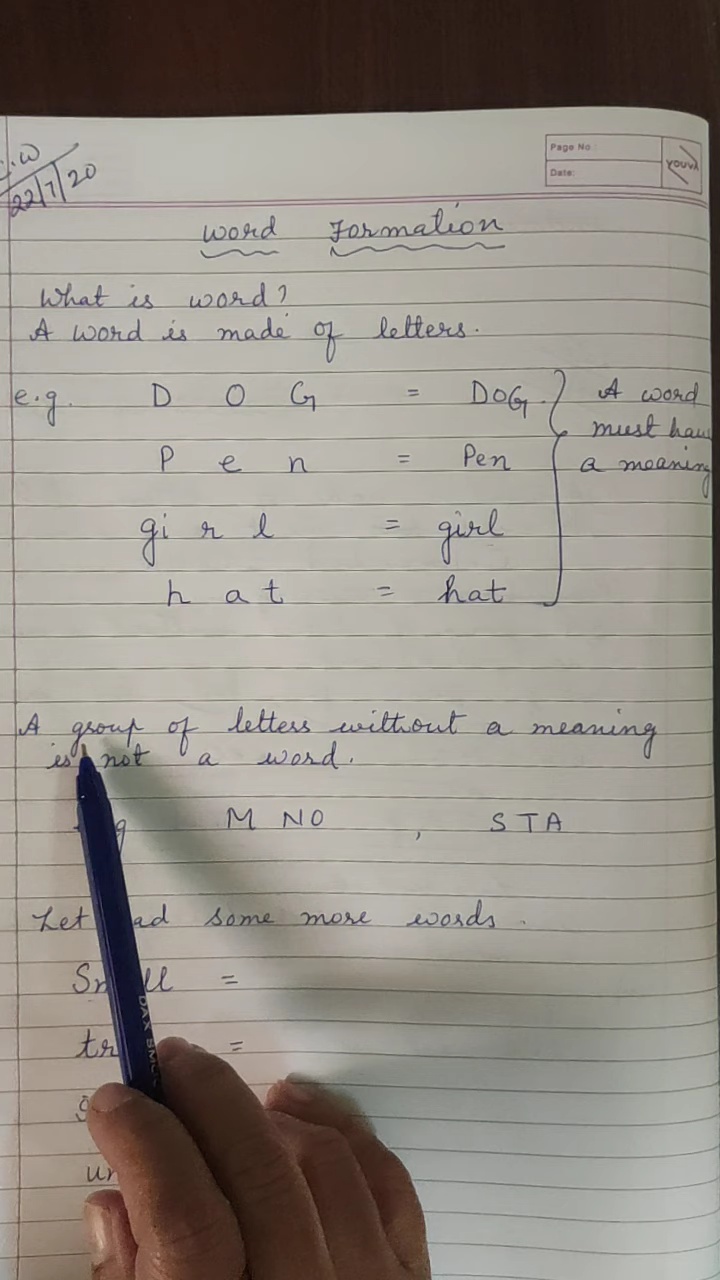 22/7/20
Page No :
Date:
YOUVA
Word Formation
What is word?
A word is made of letters.
e.g. D O G = DOG. A word
must have
P e n = Pen a meaning
gi r l = girl
h a t = hat
A group of letters without a meaning
is not a word.
M NO , S T A
Let some more words.
=
=